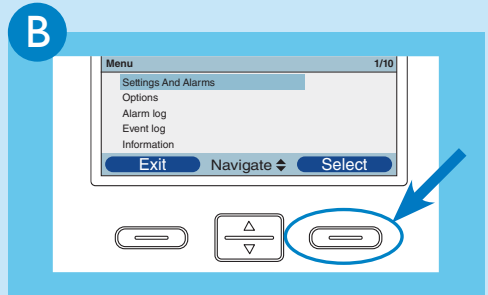 B
Menu 1/10
Settings And Alarms
Options
Alarm log
Event log
Information
Exit Navigate Select